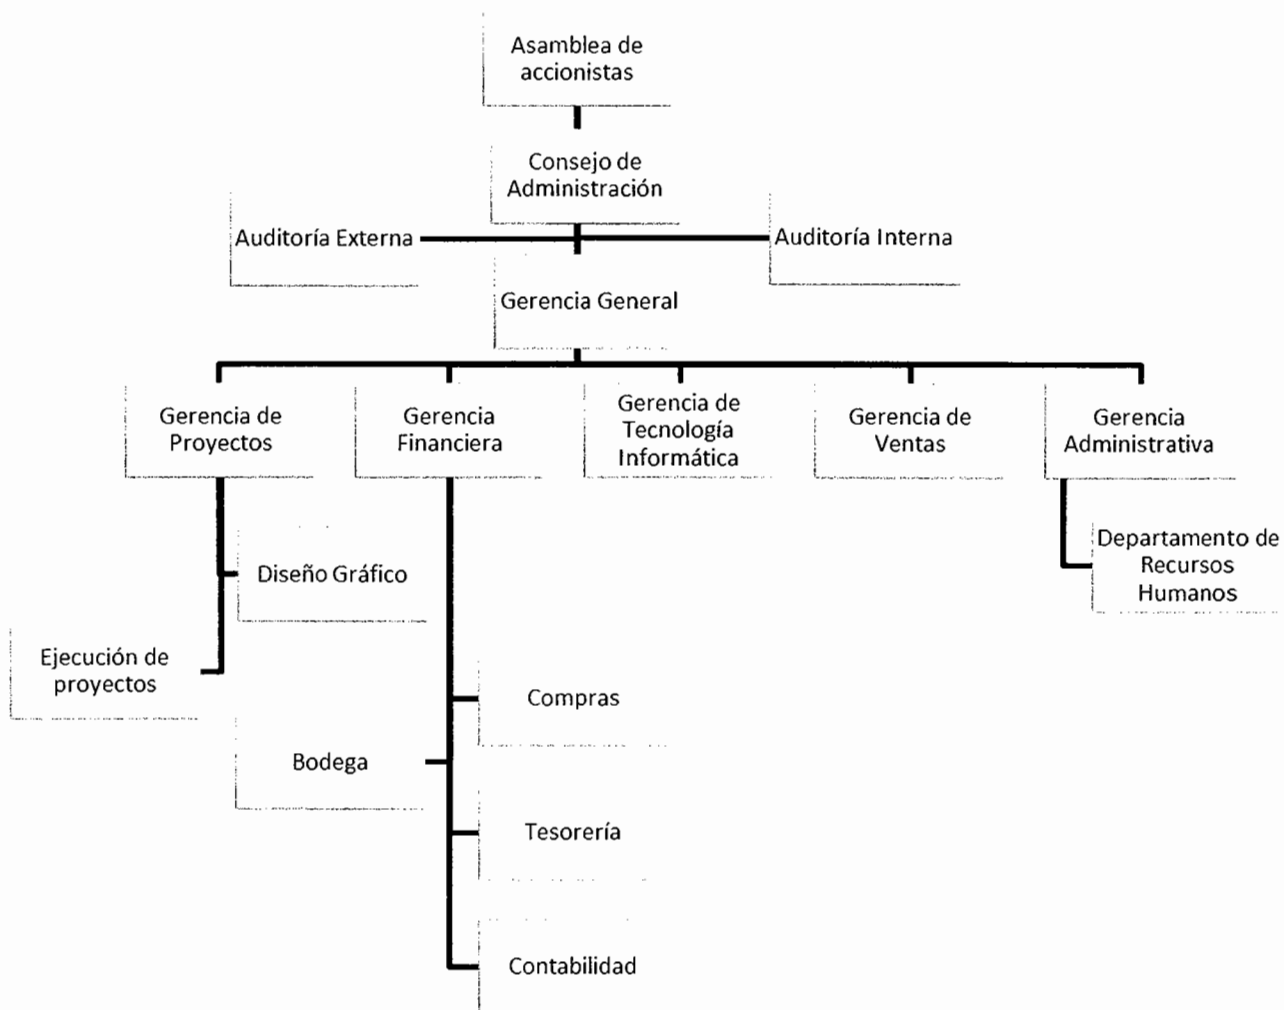 Asamblea de
accionistas
Consejo de
Administración
Auditoría Externa
Auditoría Interna
Gerencia General
Gerencia de
Proyectos
Gerencia
Financiera
Gerencia de
Tecnología
Informática
Gerencia de
Ventas
Gerencia
Administrativa
Diseño Gráfico
Departamento de
Recursos
Humanos
Ejecución de
proyectos
Compras
Bodega
Tesorería
Contabilidad